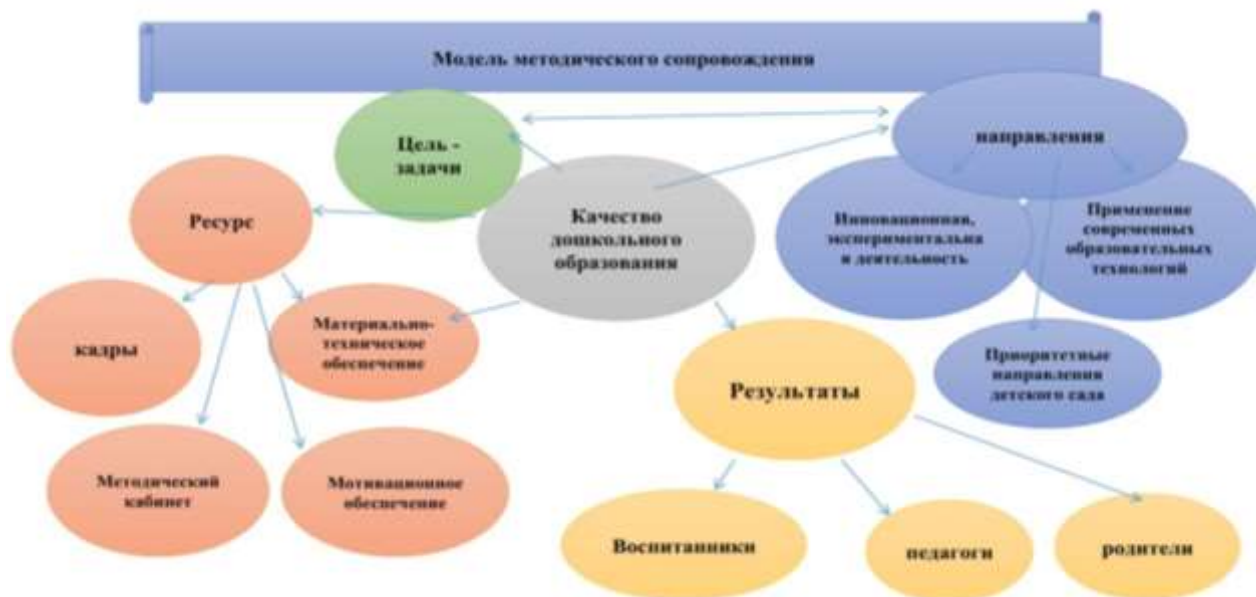 Модель методического сопровождения
Цель -
задачи
направления
Ресурс
Качество
дошкольного
образования
Инновационная,
экспериментальна
я деятельность
Применение
современных
образовательных
технологий
кадры
Материально-
техническое
обеспечение
Приоритетные
направления
детского сада
Результаты
Методический
кабинет
Мотивационное
обеспечение
Воспитанники
педагоги
родители